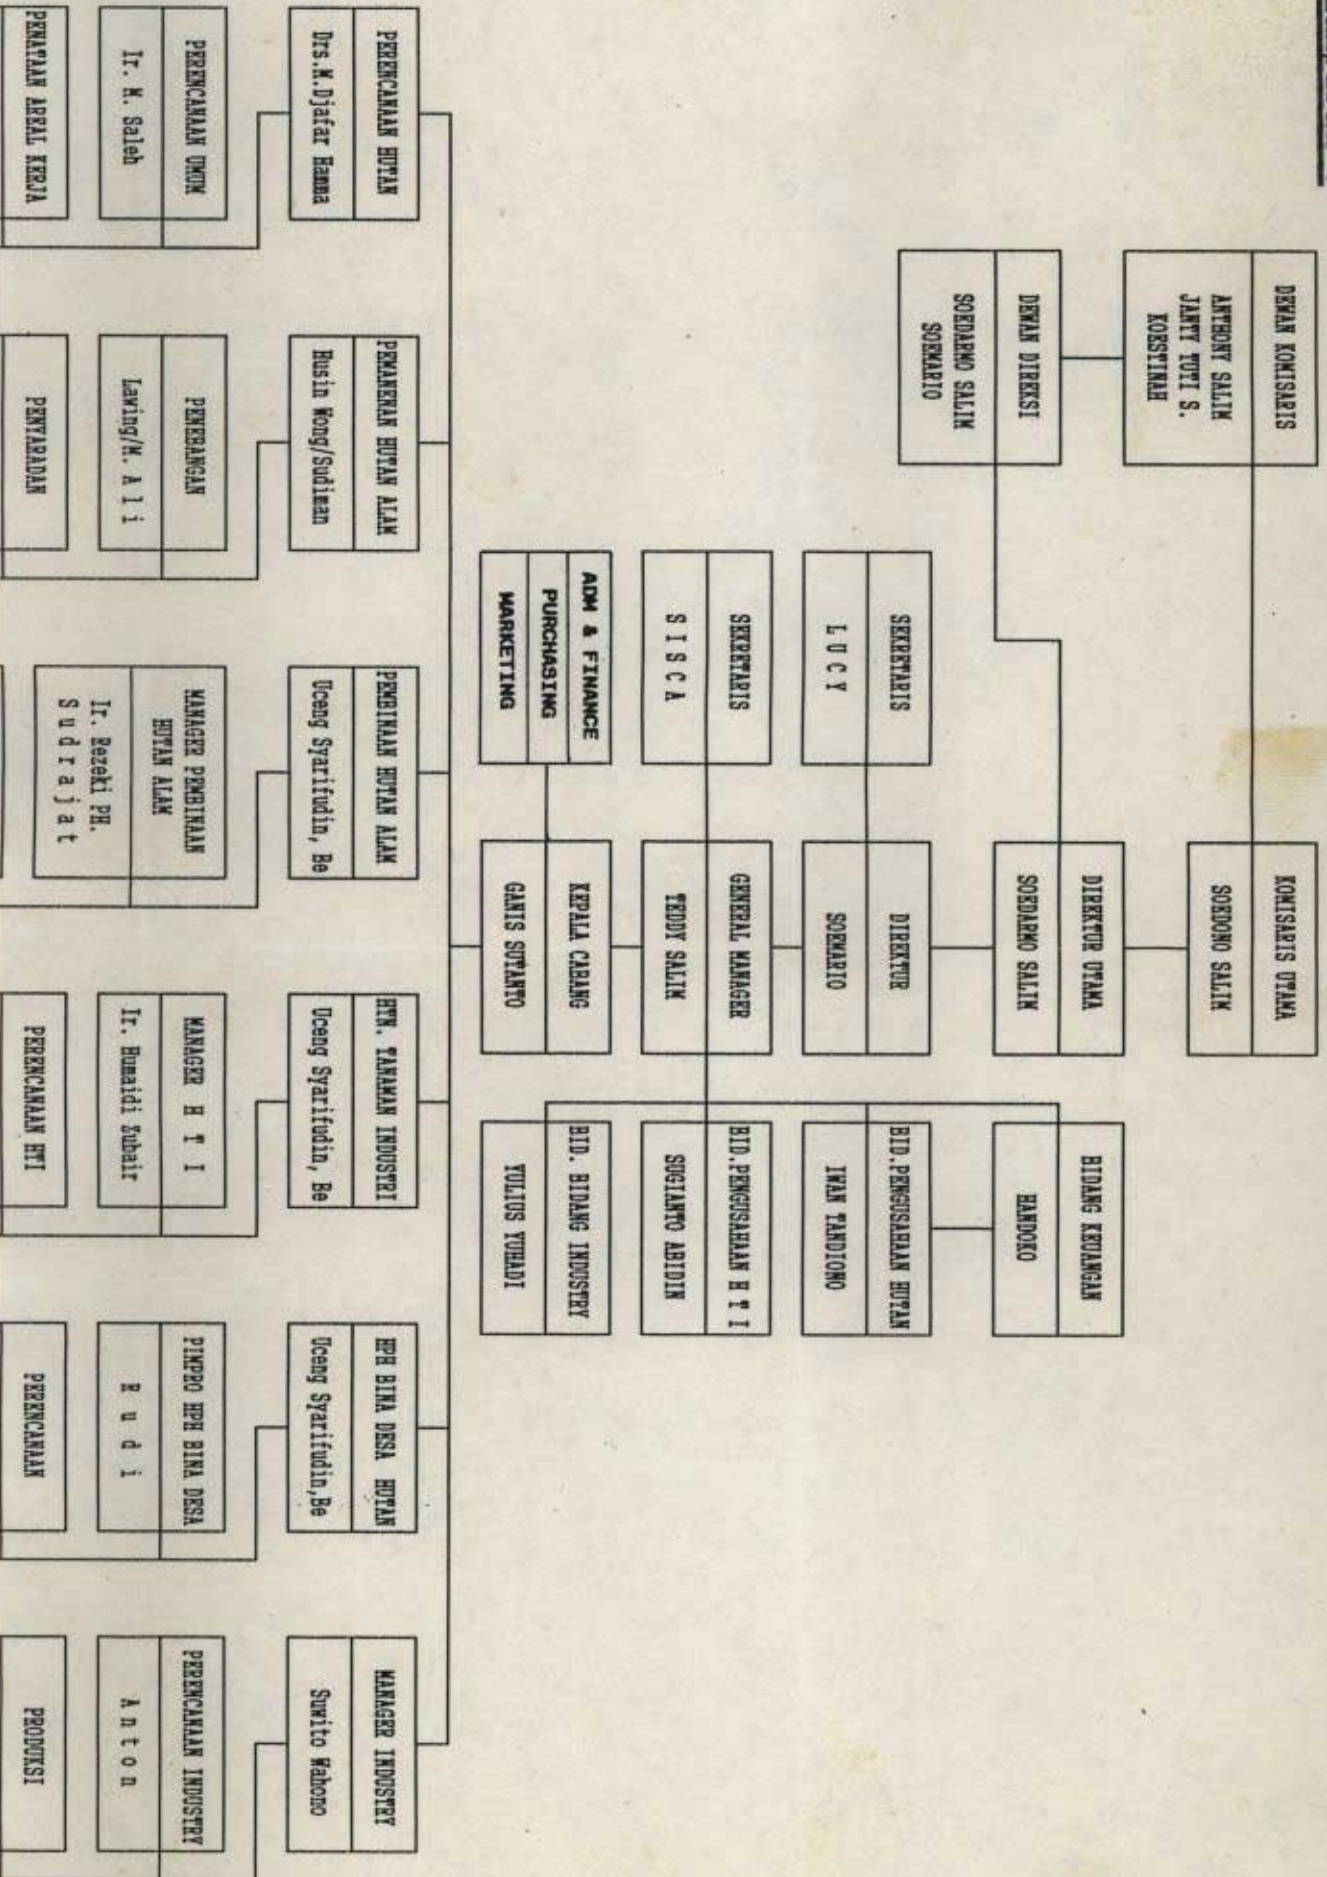 DEWAN KOMISARIS
ANTHONY SALIM
JANTY TUTI S.
KOESTINAH
KOMISARIS UTAMA
SOEDONO SALIM
DEWAN DIREKSI
SOEDARMO SALIM
SOEMARIO
DIREKTUR UTAMA
SOEDARMO SALIM
BIDANG KEUANGAN
HANDOKO
SEKRETARIS
L U C Y
DIREKTUR
SOEMARIO
BID.PENGUSAHAAN HUTAN
IWAN TANDIONO
SEKRETARIS
S I S C A
GENERAL MANAGER
TEDDY SALIM
BID.PENGUSAHAAN H T I
SUGIANTO ABIDIN
ADM & FINANCE
PURCHASING
MARKETING
KEPALA CABANG
GANIS SUTANTO
BID. BIDANG INDUSTRY
YULIUS YUHADI
PERENCANAAN HUTAN
Drs.M.Djafar Hamma
PEMANENAN HUTAN ALAM
Husin Wong/Sudiman
PEMBINAAN HUTAN ALAM
Uceng Syarifudin, Be
HTN. TANAMAN INDUSTRI
Uceng Syarifudin, Be
HPH BINA DESA HUTAN
Uceng Syarifudin,Be
MANAGER INDUSTRY
Suwito Wahono
PERENCANAAN UMUM
Ir. M. Saleh
PENEBANGAN
Lawing/M. A l i
MANAGER PEMBINAAN
HUTAN ALAM
Ir. Rezeki PH.
S u d r a j a t
MANAGER H T I
Ir. Humaidi Zubair
PIMPRO HPH BINA DESA
R u d i
PERENCANAAN INDUSTRY
A n t o n
PENATAAN AREAL KERJA
PENYARADAN
PERENCANAAN HTI
PERENCANAAN
PRODUKSI